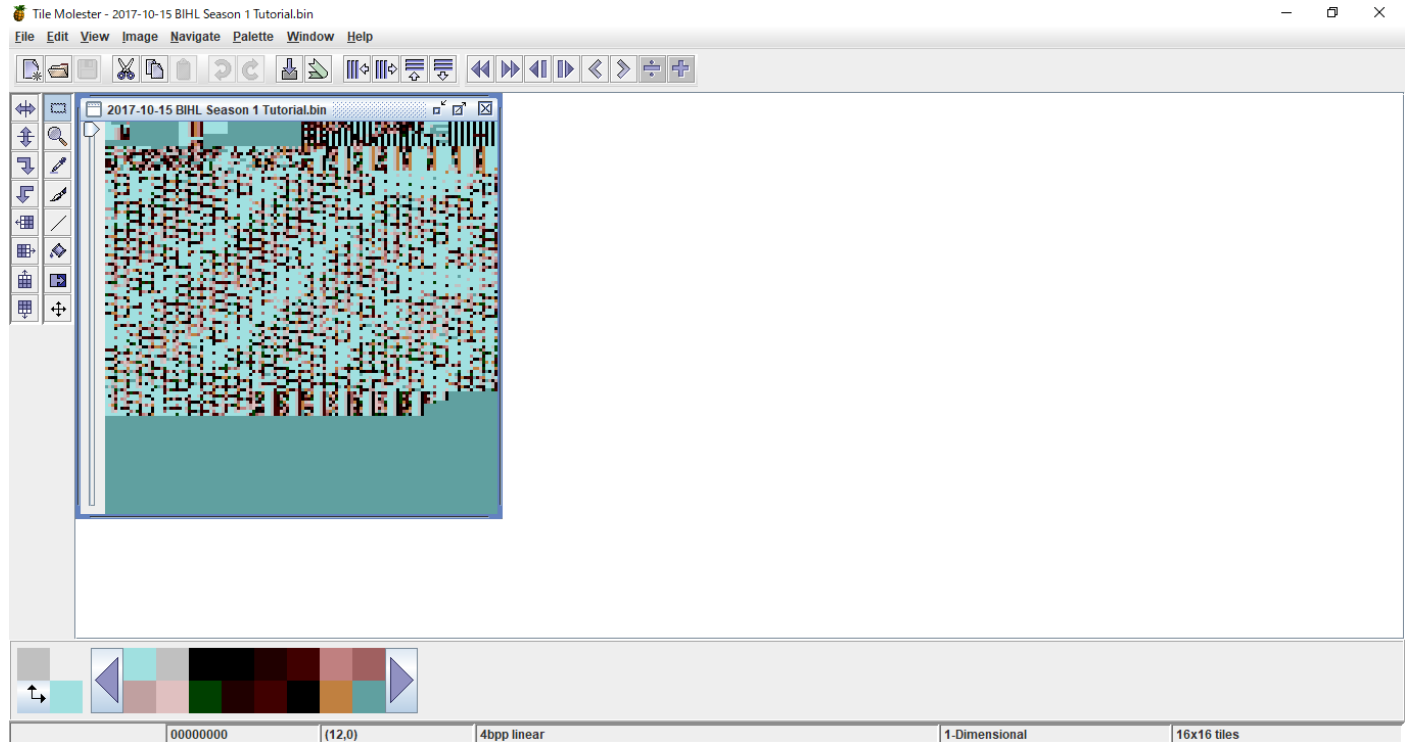 Tile Molester - 2017-10-15 BIHL Season 1 Tutorial.bin
File Edit View Image Navigate Palette Window Help
2017-10-15 BIHL Season 1 Tutorial.bin
00000000 (12,0) 4bpp linear 1-Dimensional 16x16 tiles